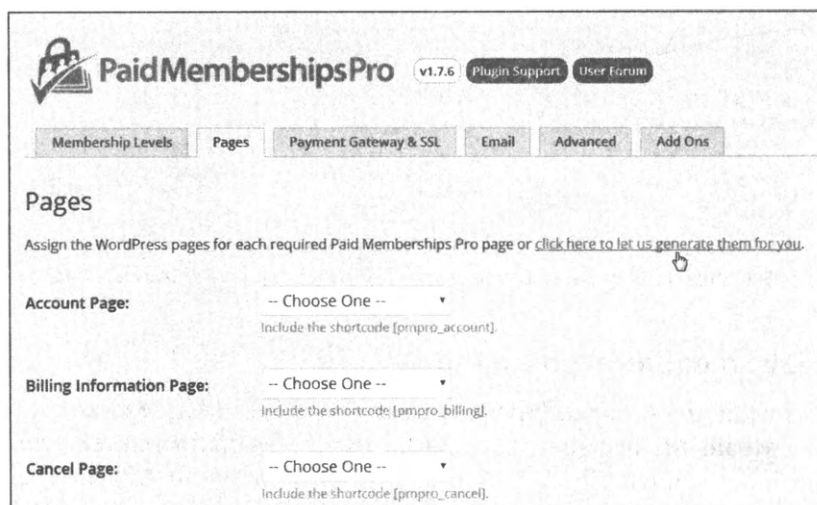 PaidMembershipsPro v1.7.6 Plugin Support User Forum
Membership Levels Pages Payment Gateway & SSL Email Advanced Add Ons
Pages
Assign the WordPress pages for each required Paid Memberships Pro page or click here to let us generate them for you.
Account Page: -- Choose One --
Include the shortcode [pmpro_account].
Billing Information Page: -- Choose One --
Include the shortcode [pmpro_billing].
Cancel Page: -- Choose One --
Include the shortcode [pmpro_cancel].